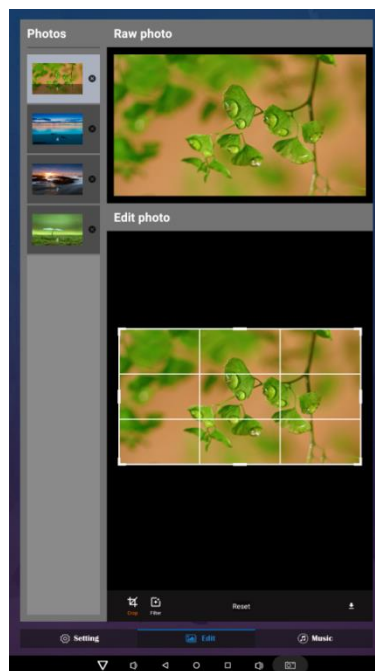 Photos
Raw photo
Edit photo
Crop
Filter
Reset
Setting
Edit
Music